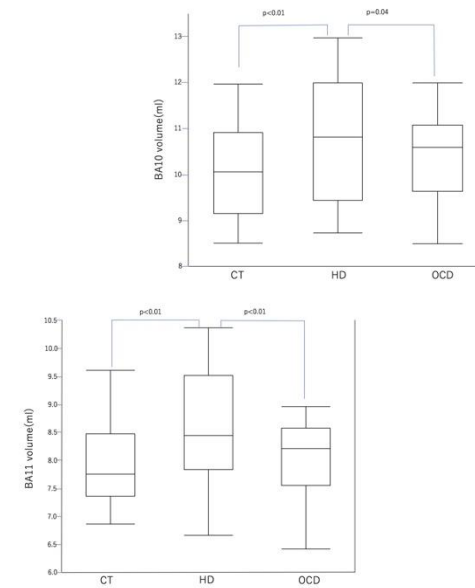 p<0.01
p=0.04
BA10 volume(ml)
13
12
11
10
9
8
CT
HD
OCD
p<0.01
p<0.01
BA11 volume(ml)
10.5
10.0
9.5
9.0
8.5
8.0
7.5
7.0
6.5
6.0
CT
HD
OCD